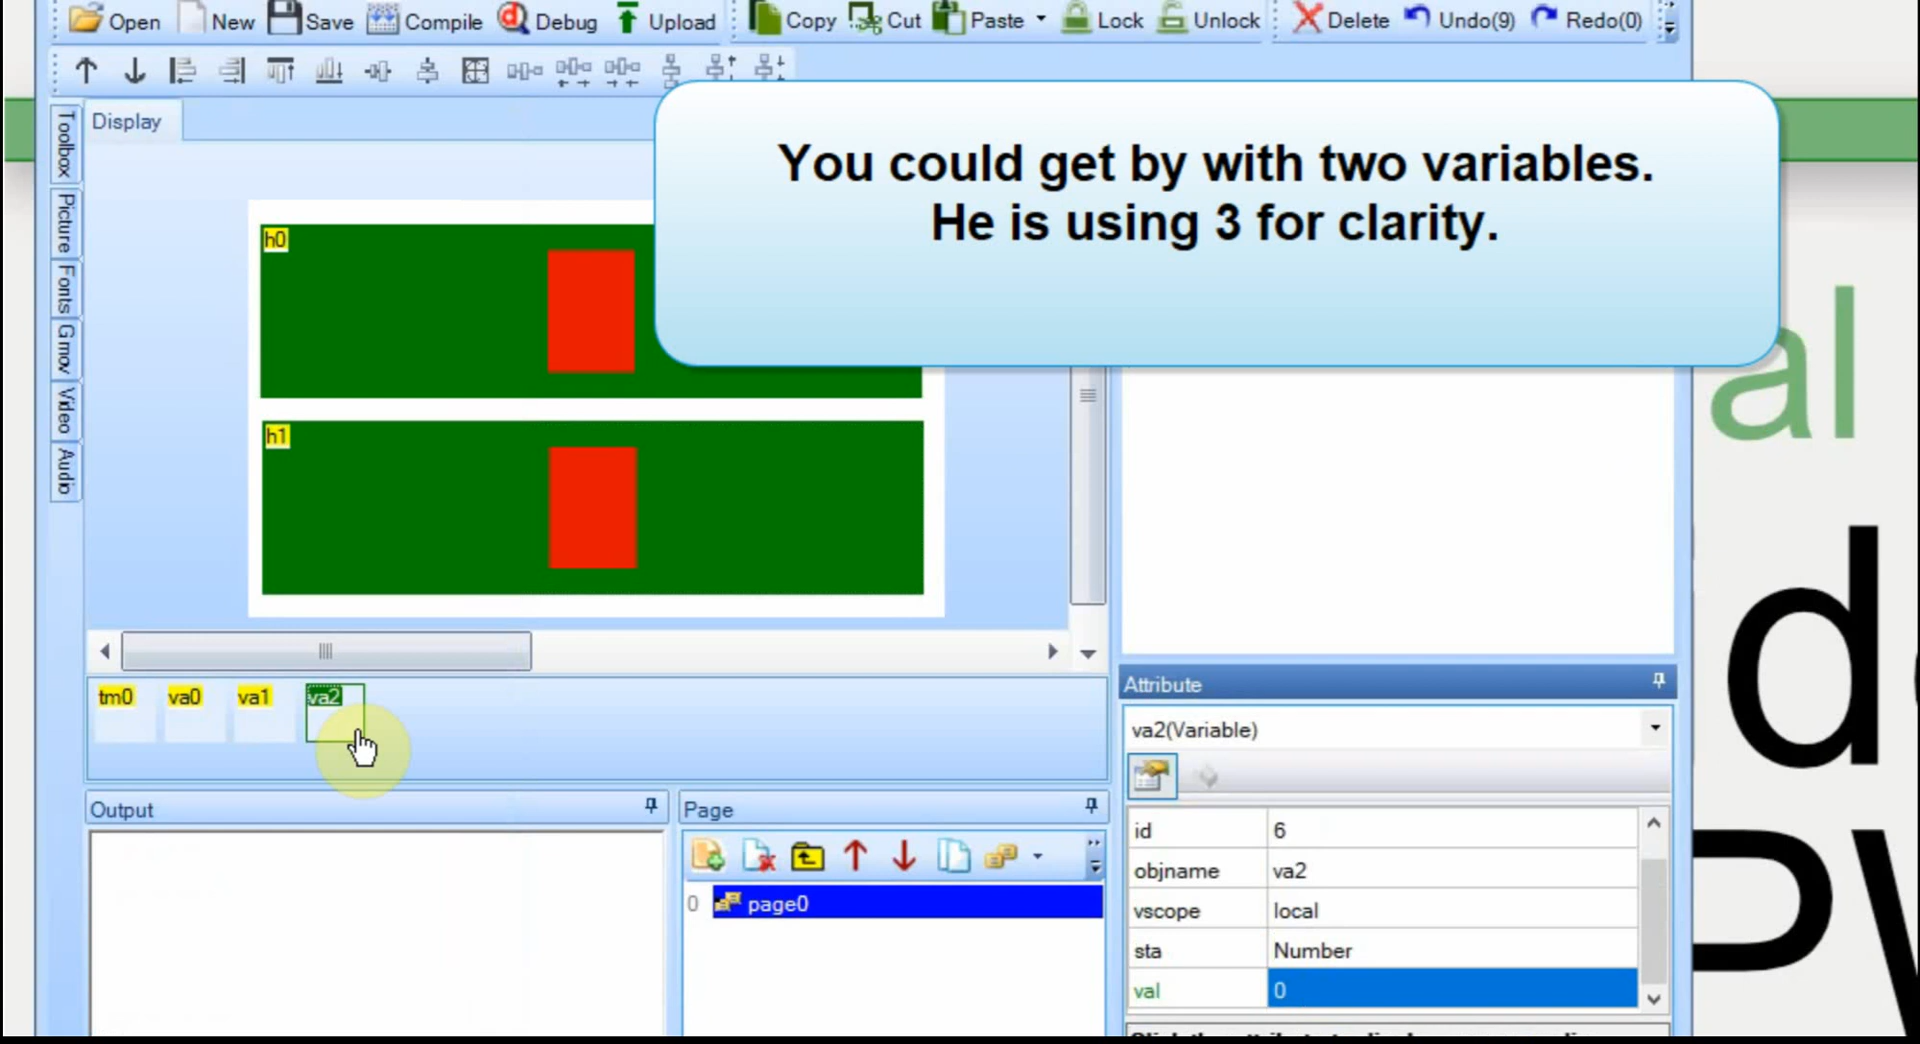 Open New Save Compile Debug Upload Copy Cut Paste Lock Unlock Delete Undo(9) Redo(0)
Toolbox
Picture
Fonts
Gmov
Video
Audio
Display
You could get by with two variables.
He is using 3 for clarity.
h0
h1
al
tm0 va0 va1 va2
Attribute
va2(Variable)
id 6
objname va2
vscope local
sta Number
val 0
Output
Page
0 page0
d
P